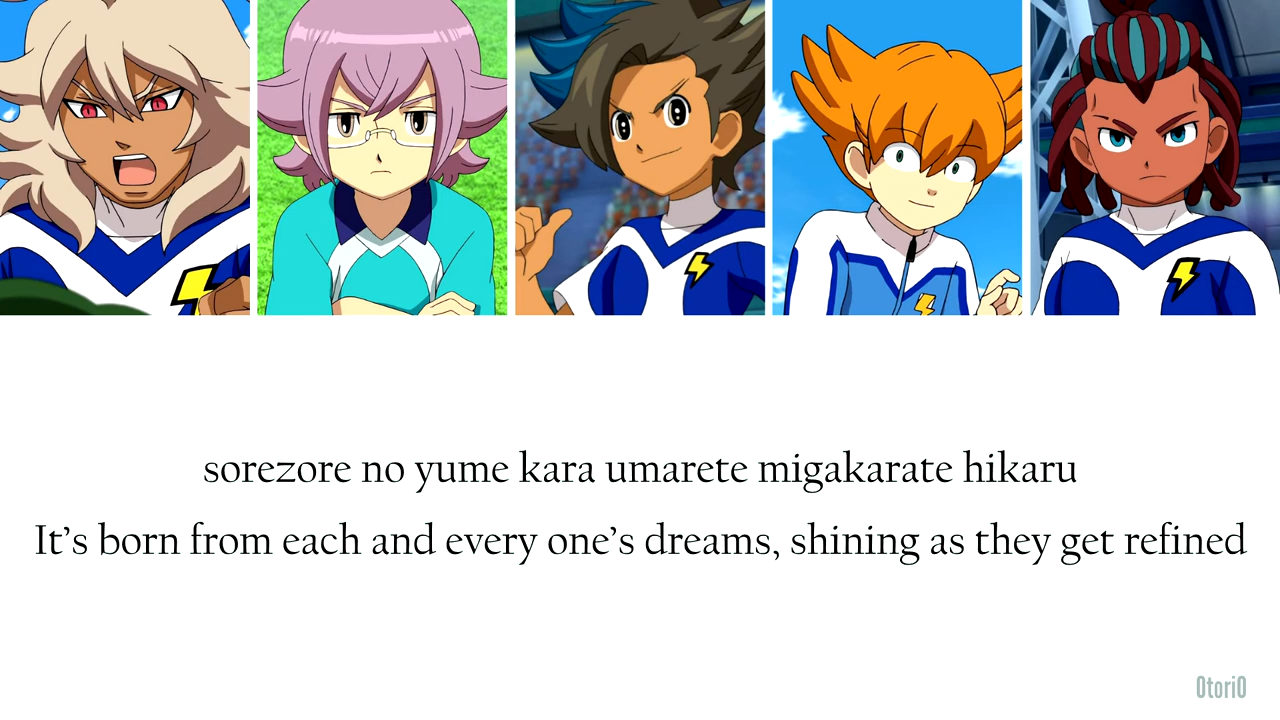 sorezore no yume kara umarete migakarate hikaru
It’s born from each and every one’s dreams, shining as they get refined
OtoriO